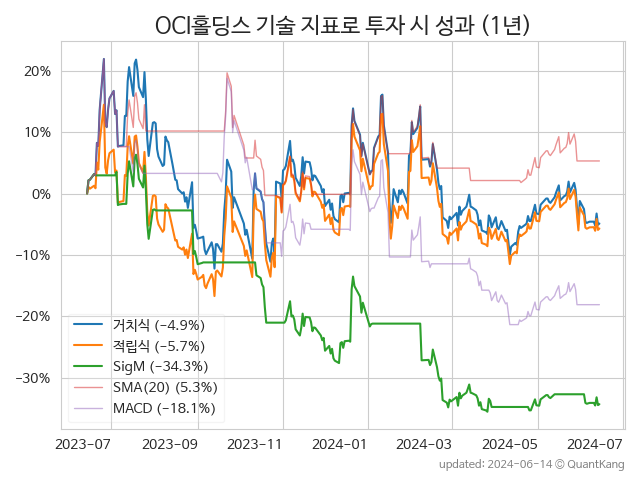 OCI홀딩스 기술 지표로 투자 시 성과 (1년)
20%
10%
0%
−10%
−20%
−30%
거치식 (−4.9%)
적립식 (−5.7%)
SigM (−34.3%)
SMA(20) (5.3%)
MACD (−18.1%)
2023−07 2023−09 2023−11 2024−01 2024−03 2024−05 2024−07
updated: 2024−06−14 © QuantKang